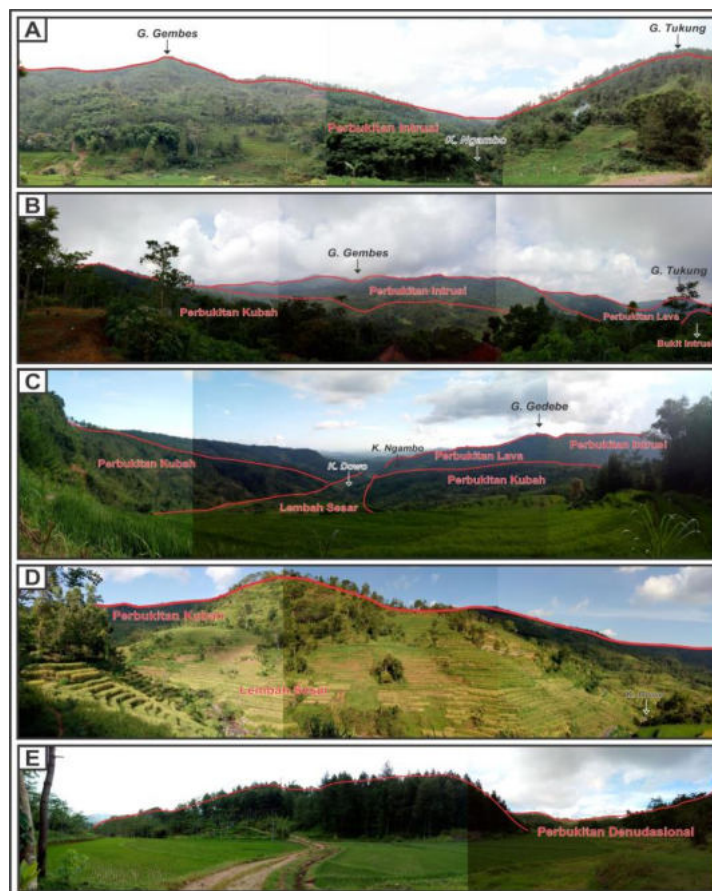 A
G. Gembes
G. Tukung
Perbukitan Intrusi
K. Ngambo
B
G. Gembes
G. Tukung
Perbukitan Intrusi
Perbukitan Kubah
Perbukitan Lava
Bukit Intrusi
C
G. Gedebe
K. Ngambo
Perbukitan Intrusi
Perbukitan Lava
Perbukitan Kubah
K. Dowo
Perbukitan Kubah
Lembah Sesar
D
Perbukitan Kubah
Lembah Sesar
E
Perbukitan Denudasional